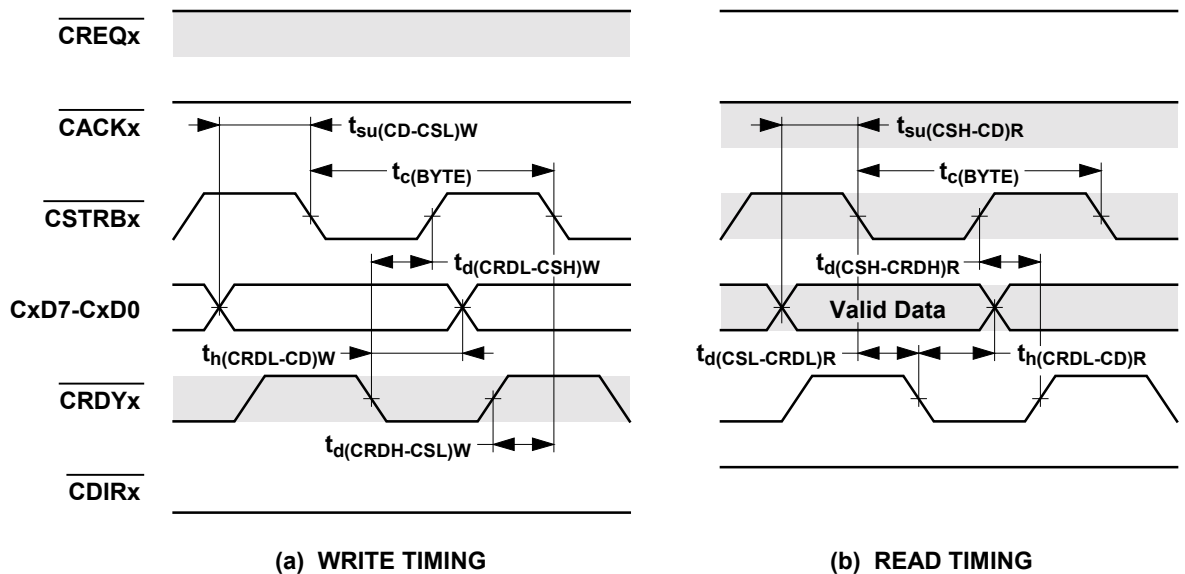 CREQx
CACKx
tsu(CD-CSL)W
tsu(CSH-CD)R
tc(BYTE)
tc(BYTE)
CSTRBx
td(CRDL-CSH)W
td(CSH-CRDH)R
CxD7-CxD0
Valid Data
th(CRDL-CD)W
td(CSL-CRDL)R
th(CRDL-CD)R
CRDYx
td(CRDH-CSL)W
CDIRx
(a) WRITE TIMING
(b) READ TIMING